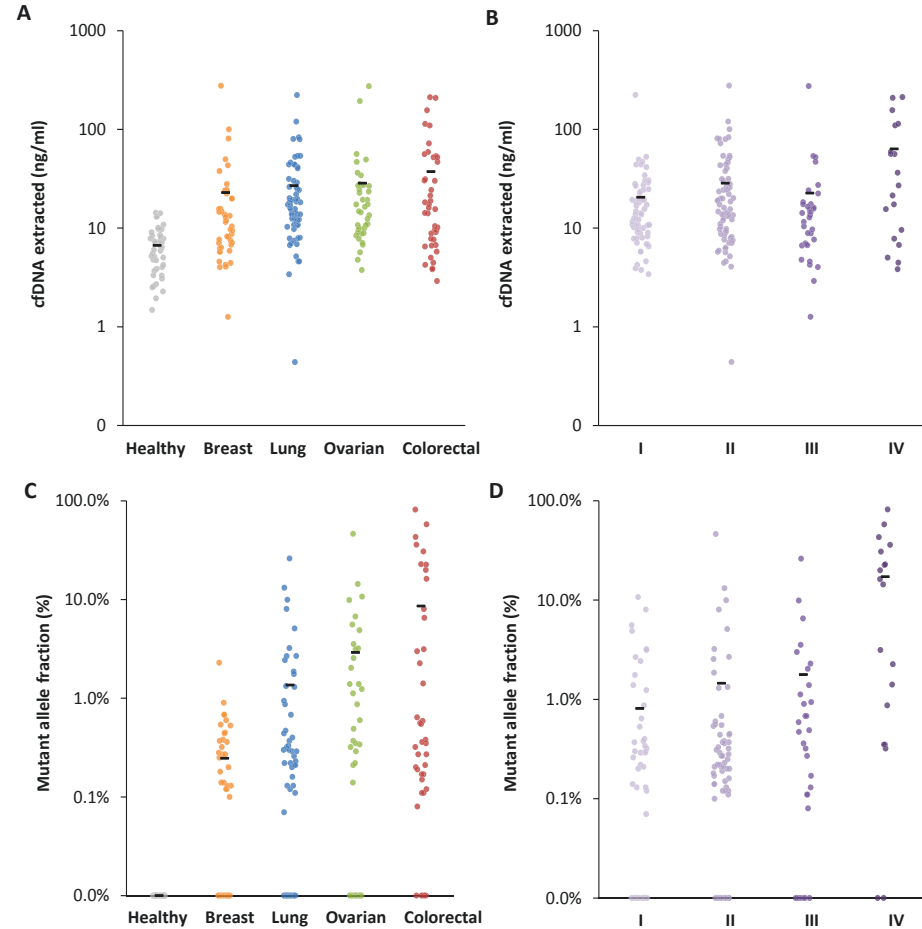 A
cfDNA extracted (ng/ml)
1000
100
10
1
0
Healthy Breast Lung Ovarian Colorectal
B
cfDNA extracted (ng/ml)
1000
100
10
1
0
I II III IV
C
Mutant allele fraction (%)
100.0%
10.0%
1.0%
0.1%
0.0%
Healthy Breast Lung Ovarian Colorectal
D
Mutant allele fraction (%)
100.0%
10.0%
1.0%
0.1%
0.0%
I II III IV